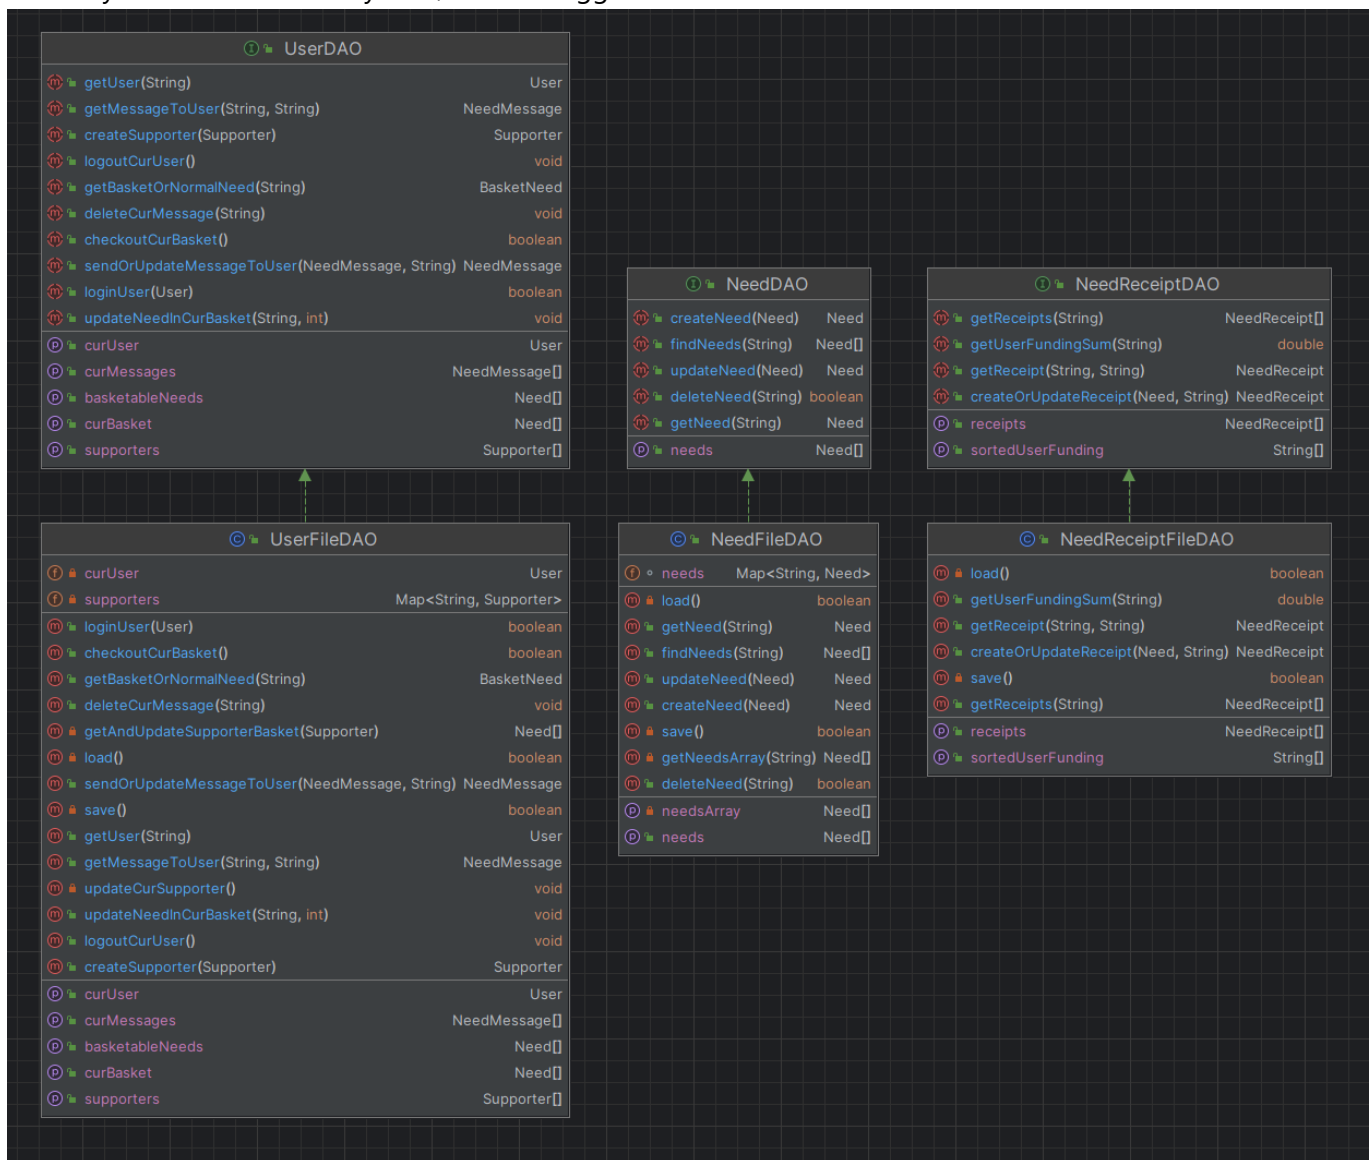 UserDAO
getUser(String) User
getMessageToUser(String, String) NeedMessage
createSupporter(Supporter) Supporter
logoutCurUser() void
getBasketOrNormalNeed(String) BasketNeed
deleteCurMessage(String) void
checkoutCurBasket() boolean
sendOrUpdateMessageToUser(NeedMessage, String) NeedMessage
loginUser(User) boolean
updateNeedInCurBasket(String, int) void
curUser User
curMessages NeedMessage[]
basketableNeeds Need[]
curBasket Need[]
supporters Supporter[]
NeedDAO
createNeed(Need) Need
findNeeds(String) Need[]
updateNeed(Need) Need
deleteNeed(String) boolean
getNeed(String) Need
needs Need[]
NeedReceiptDAO
getReceipts(String) NeedReceipt[]
getUserFundingSum(String) double
getReceipt(String, String) NeedReceipt
createOrUpdateReceipt(Need, String) NeedReceipt
receipts NeedReceipt[]
sortedUserFunding String[]
UserFileDAO
curUser User
supporters Map<String, Supporter>
loginUser(User) boolean
checkoutCurBasket() boolean
getBasketOrNormalNeed(String) BasketNeed
deleteCurMessage(String) void
getAndUpdateSupporterBasket(Supporter) Need[]
load() boolean
sendOrUpdateMessageToUser(NeedMessage, String) NeedMessage
save() boolean
getUser(String) User
getMessageToUser(String, String) NeedMessage
updateCurSupporter() void
updateNeedInCurBasket(String, int) void
logoutCurUser() void
createSupporter(Supporter) Supporter
curUser User
curMessages NeedMessage[]
basketableNeeds Need[]
curBasket Need[]
supporters Supporter[]
NeedFileDAO
needs Map<String, Need>
load() boolean
getNeed(String) Need
findNeeds(String) Need[]
updateNeed(Need) Need
createNeed(Need) Need
save() boolean
getNeedsArray(String) Need[]
deleteNeed(String) boolean
needsArray Need[]
needs Need[]
NeedReceiptFileDAO
load() boolean
getUserFundingSum(String) double
getReceipt(String, String) NeedReceipt
createOrUpdateReceipt(Need, String) NeedReceipt
save() boolean
getReceipts(String) NeedReceipt[]
receipts NeedReceipt[]
sortedUserFunding String[]